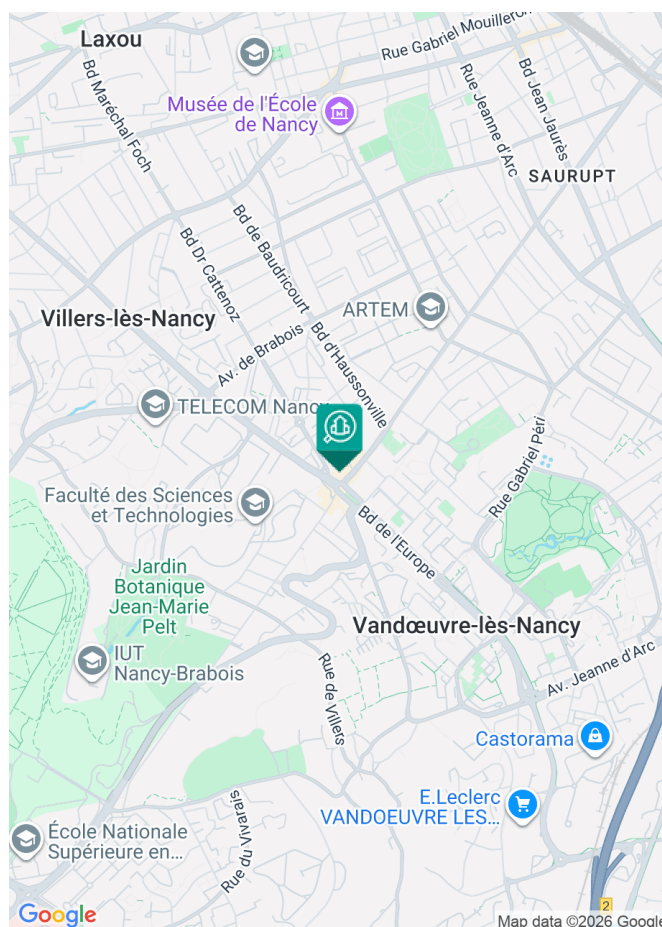 Laxou
Rue Gabriel Mouilleron
Bd Maréchal Foch
Musée de l'École
de Nancy
Rue Jeanne d'Arc
Bd Jean Jaurès
SAURUPT
Bd de Baudricourt
Bd Dr Cattenoz
Villers-lès-Nancy
ARTEM
Av. de Brabois
Bd d'Haussonville
TELECOM Nancy
Rue Gabriel Péri
Faculté des Sciences
et Technologies
Bd de l'Europe
Jardin
Botanique
Jean-Marie
Pelt
Vandœuvre-lès-Nancy
IUT
Nancy-Brabois
Rue de Villers
Av. Jeanne d'Arc
Castorama
E.Leclerc
VANDOEUVRE LES...
Rue du Vivarais
École Nationale
Supérieure en...
2
Google
Map data ©2026 Google